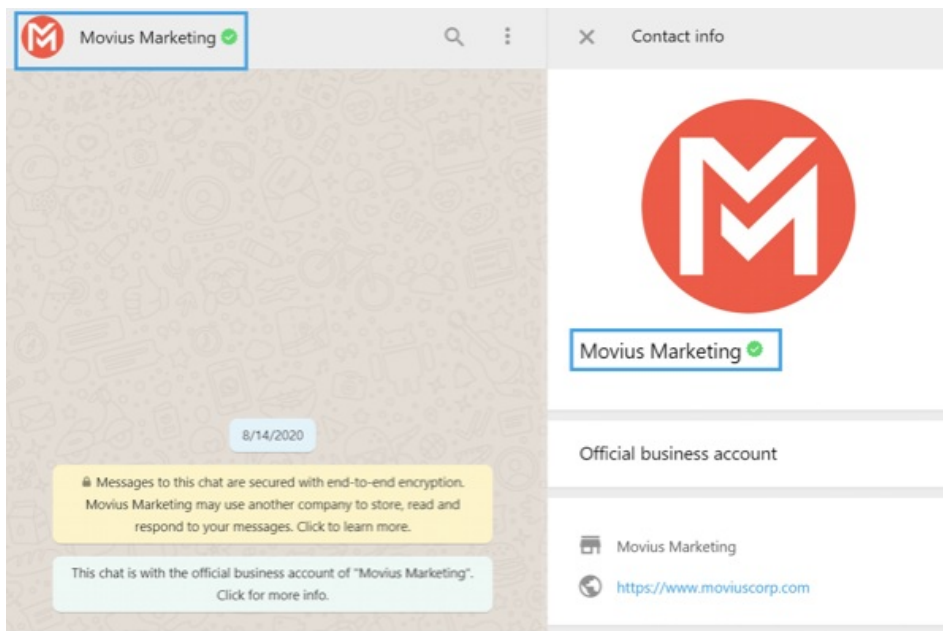 Movius Marketing
8/14/2020
Messages to this chat are secured with end-to-end encryption.
Movius Marketing may use another company to store, read and
respond to your messages. Click to learn more.
This chat is with the official business account of "Movius Marketing".
Click for more info.
Contact info
Movius Marketing
Official business account
Movius Marketing
https://www.moviuscorp.com